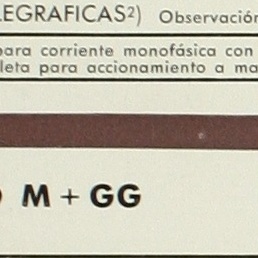 LEGRAFICAS²) Observación
para corriente monofásica con
leta para accionamiento a ma
M + GG